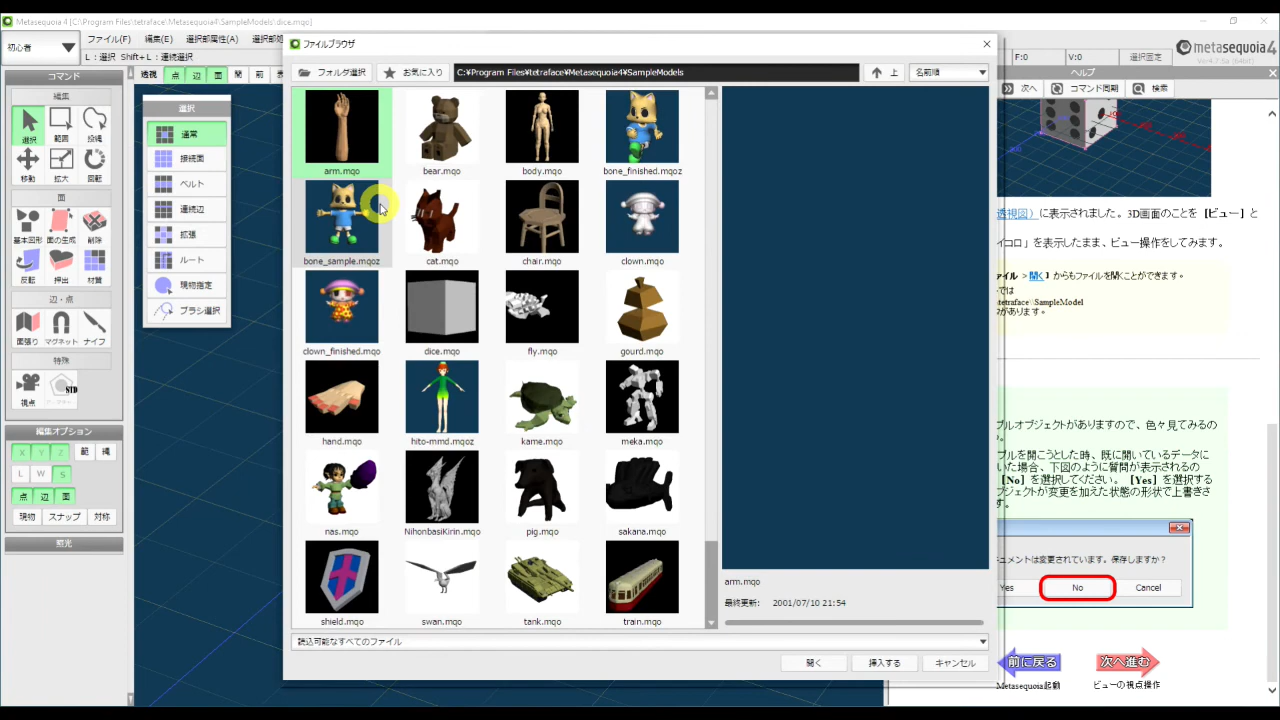 Metasequoia 4 [C:\Program Files\tetraface\Metasequoia4\SampleModels\dice.mqo]
初心者
ファイル(F) 編集(E) 選択部属性(A)
L：選択 Shift+L：連続選択
F:0 V:0 選択固定
metasequoia 4
Ver4.7.5a (64bit)
コマンド
編集
選択 範囲 投縄
移動 拡大 回転
面
基本図形 面の生成 削除
反転 押出 材質
辺・点
面張り マグネット ナイフ
特殊
視点
STD
編集オプション
X Y Z 範 縄
L W S
点 辺 面
現物 スナップ 対称
照光
透視 点 辺 面 簡 前
選択
通常
接続面
ベルト
連続辺
拡張
ルート
現物指定
ブラシ選択
ファイルブラウザ
フォルダ選択 お気に入り C:¥Program Files¥tetraface¥Metasequoia4¥SampleModels 上 名前順
arm.mqo bear.mqo body.mqo bone_finished.mqoz
bone_sample.mqoz cat.mqo chair.mqo clown.mqo
clown_finished.mqo dice.mqo fly.mqo gourd.mqo
hand.mqo hito-mmd.mqoz kame.mqo meka.mqo
nas.mqo NihonbasiKirin.mqo pig.mqo sakana.mqo
shield.mqo swan.mqo tank.mqo train.mqo
arm.mqo
最終更新: 2001/07/10 21:54
読込可能なすべてのファイル
開く 挿入する キャンセル
ヘルプ
次へ コマンド同期 検索
透視図）に表示されました。3D画面のことを【ビュー】と
イコロ」を表示したまま、ビュー操作をしてみます。
ァイル > 開く】からもファイルを開くことができます。
では
\tetraface\\SampleModel
があります。
プルオブジェクトがありますので、色々見てみるの
。
プルを開こうとした時、既に開いているデータに
いた場合、下図のように質問が表示されるの
【No】を選択してください。【Yes】を選択する
ブジェクトが変更を加えた状態の形状で上書きさ
す。
キュメントは変更されています。保存しますか？
Yes No Cancel
前に戻る 次へ進む
Metasequoia起動 ビューの視点操作